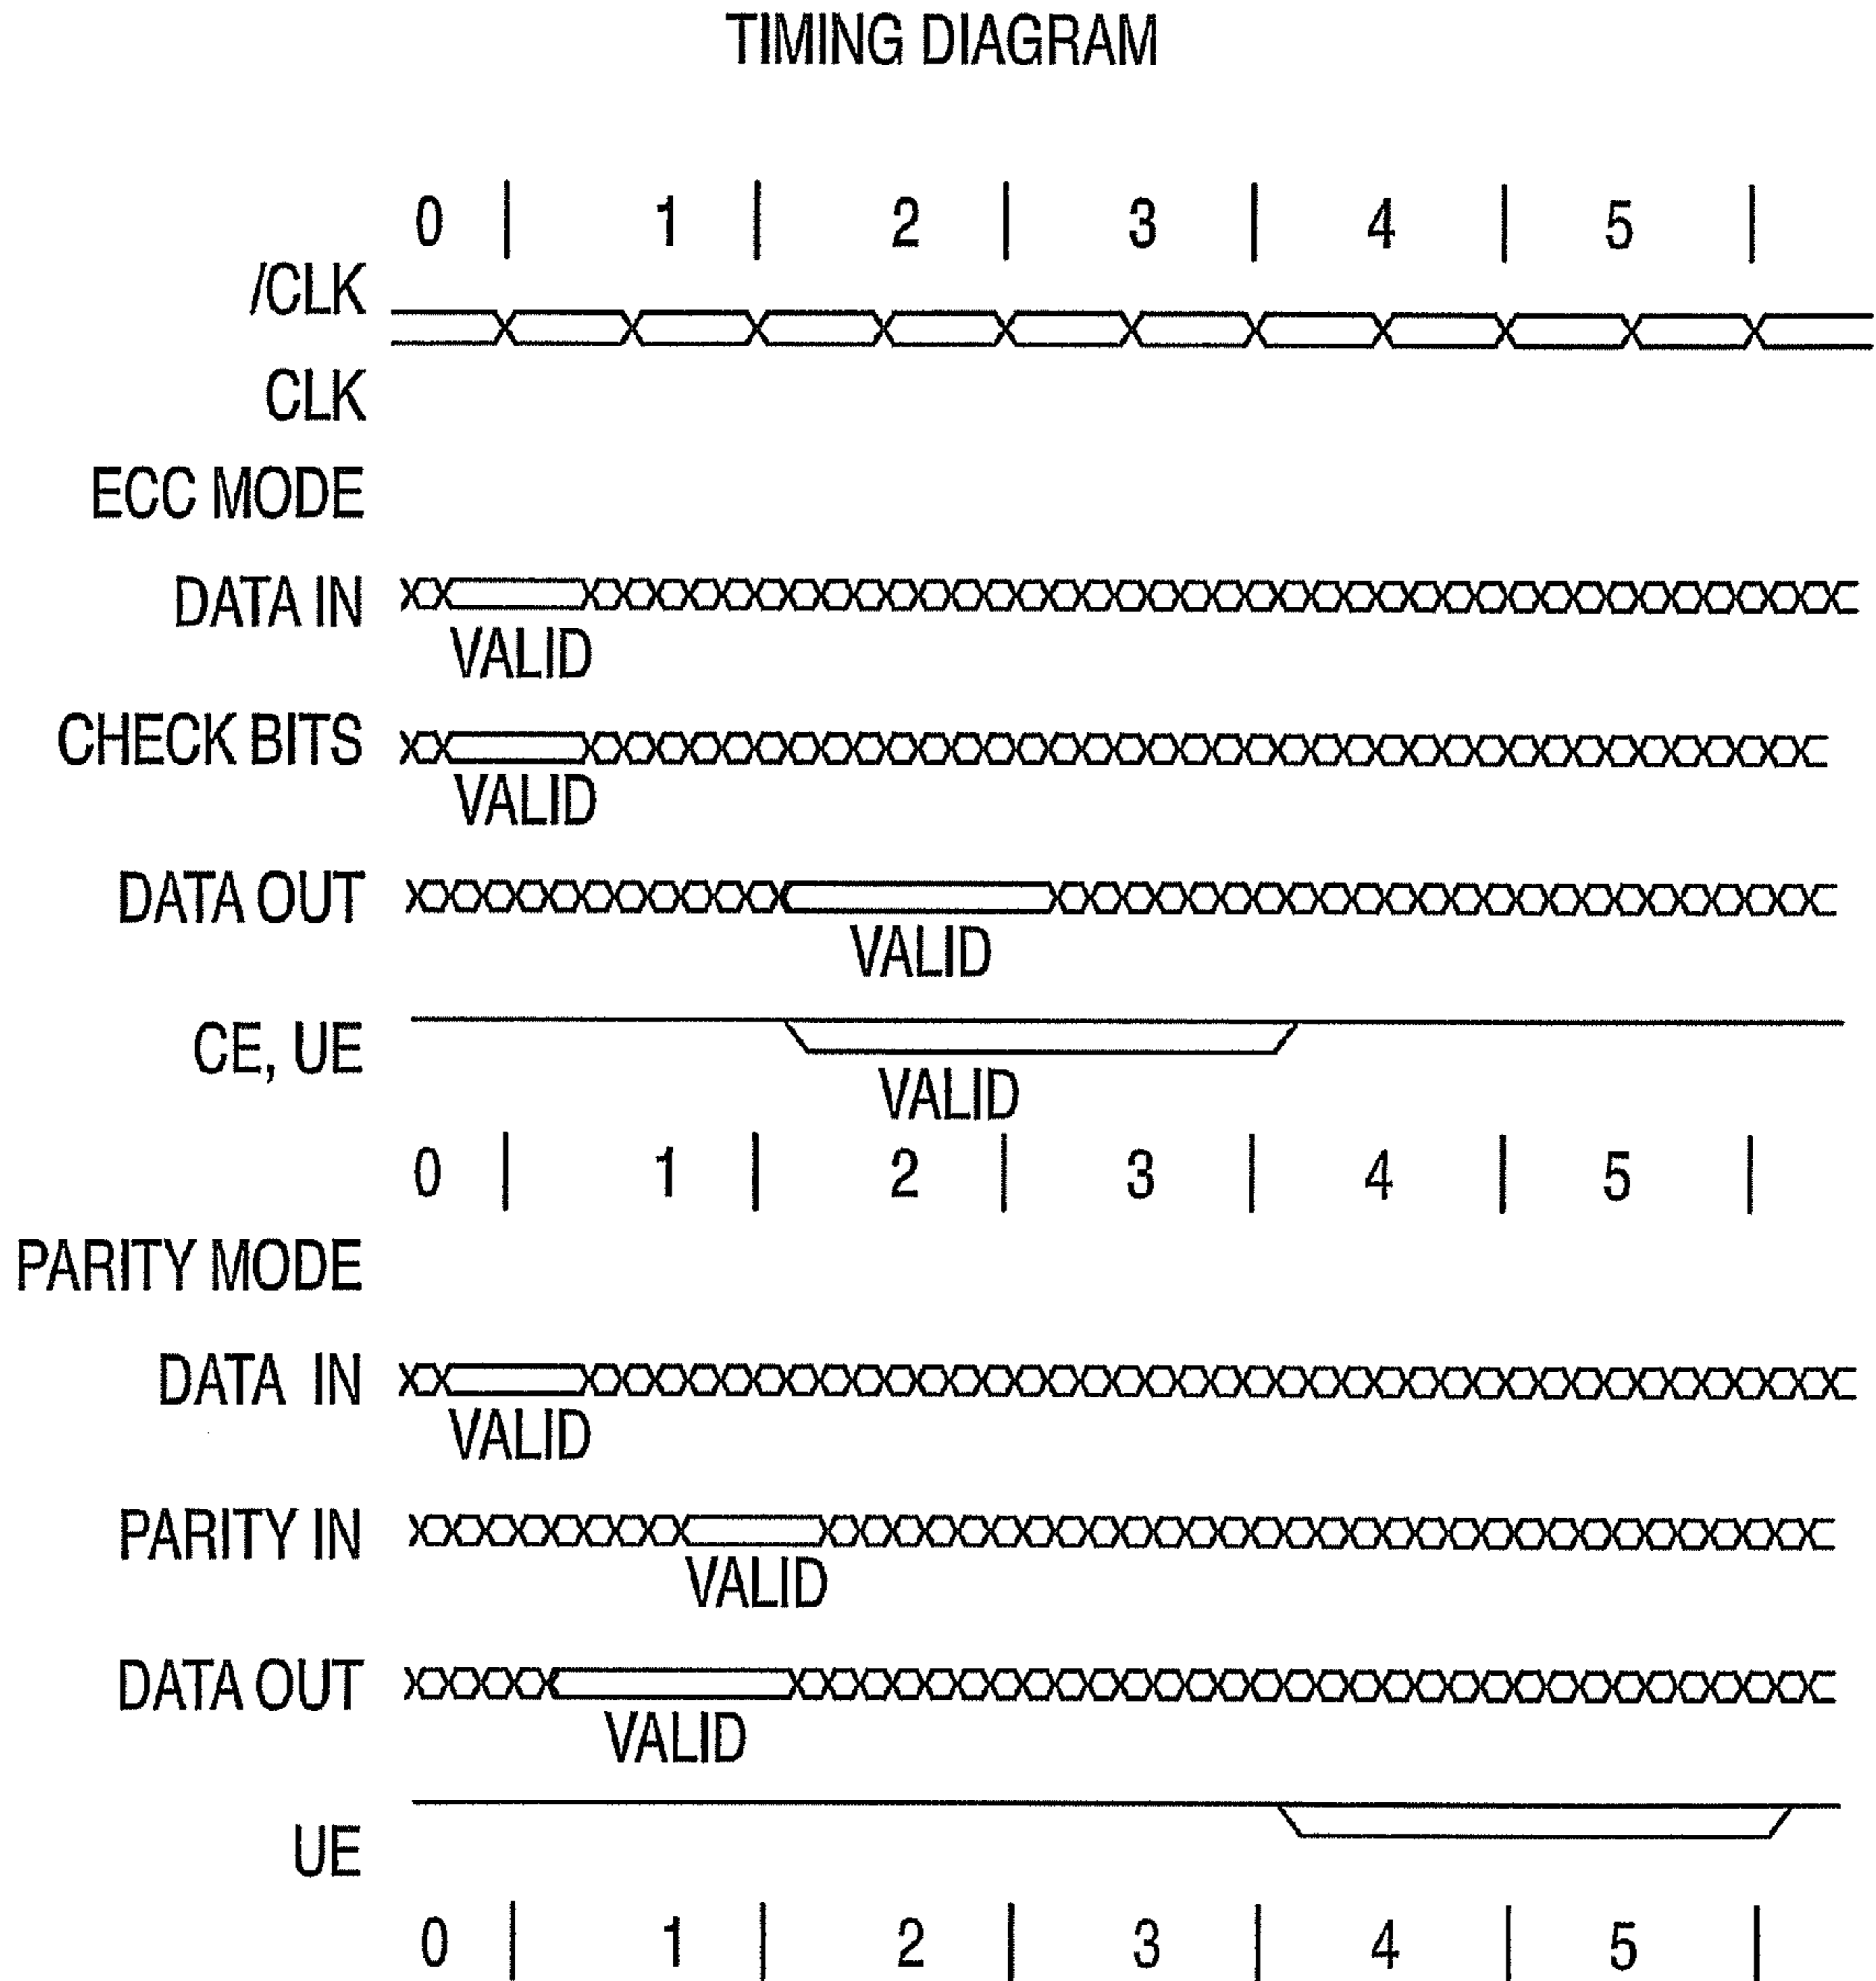 TIMING DIAGRAM
0 | 1 | 2 | 3 | 4 | 5 |
/CLK
CLK
ECC MODE
DATA IN
VALID
CHECK BITS
VALID
DATA OUT
VALID
CE, UE
VALID
0 | 1 | 2 | 3 | 4 | 5 |
PARITY MODE
DATA IN
VALID
PARITY IN
VALID
DATA OUT
VALID
UE
0 | 1 | 2 | 3 | 4 | 5 |